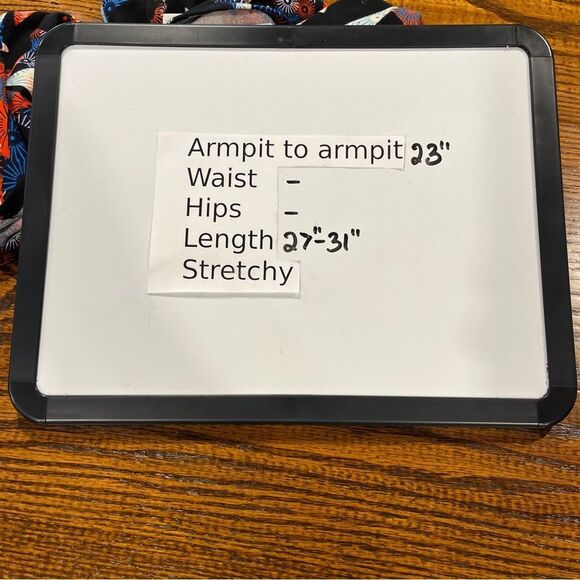 Armpit to armpit 23"
Waist -
Hips -
Length 27"-31"
Stretchy